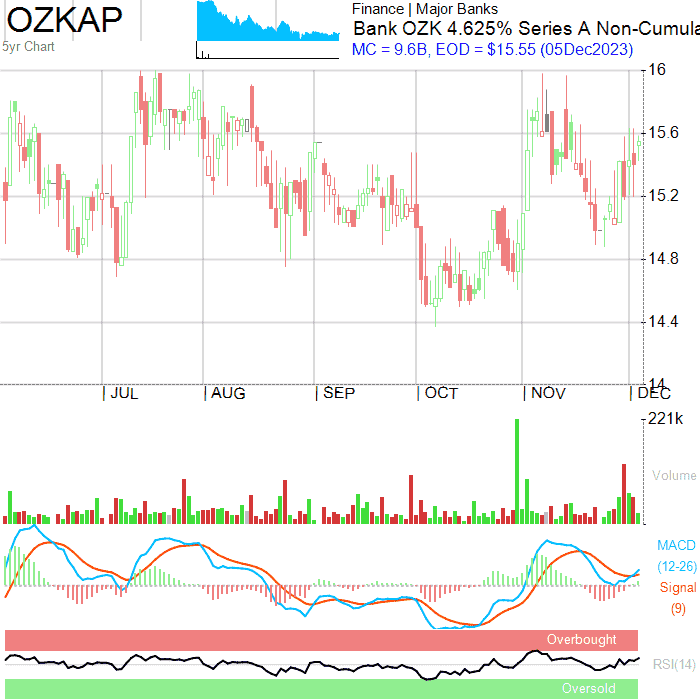 OZKAP
5yr Chart
Finance | Major Banks
Bank OZK 4.625% Series A Non-Cumula
MC = 9.6B, EOD = $15.55 (05Dec2023)
16
15.6
15.2
14.8
14.4
14
| JUL | AUG | SEP | OCT | NOV | DEC
221k
Volume
MACD
(12-26)
Signal
(9)
Overbought
RSI(14)
Oversold